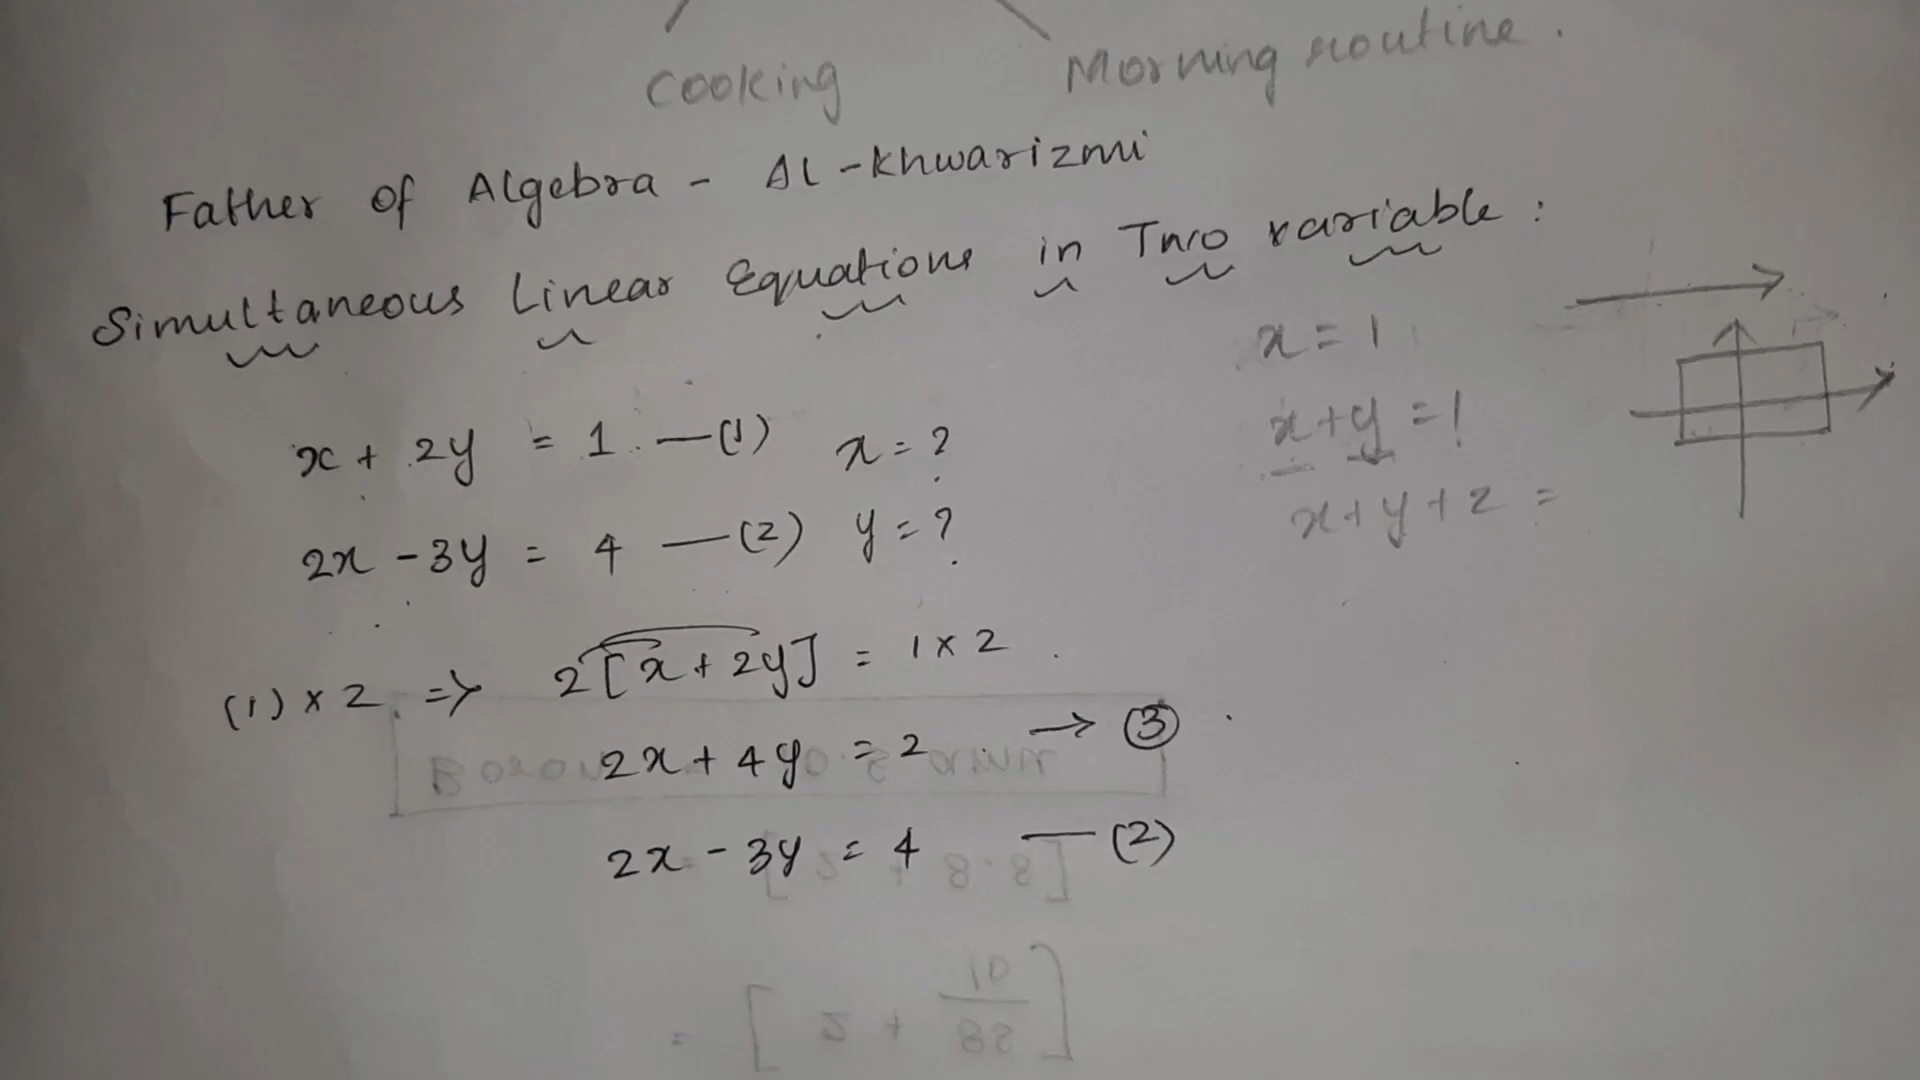 Cooking Morning routine.
Father of Algebra - Al-Khwarizmi
Simultaneous Linear Equations in Two variable :
x + 2y = 1 —(1) x = ?
2x - 3y = 4 —(2) y = ?
x = 1
x+y = 1
x+y+z =
(1) × 2 => 2[x + 2y] = 1 × 2
2x + 4y = 2 → ③
2x - 3y = 4 —(2)